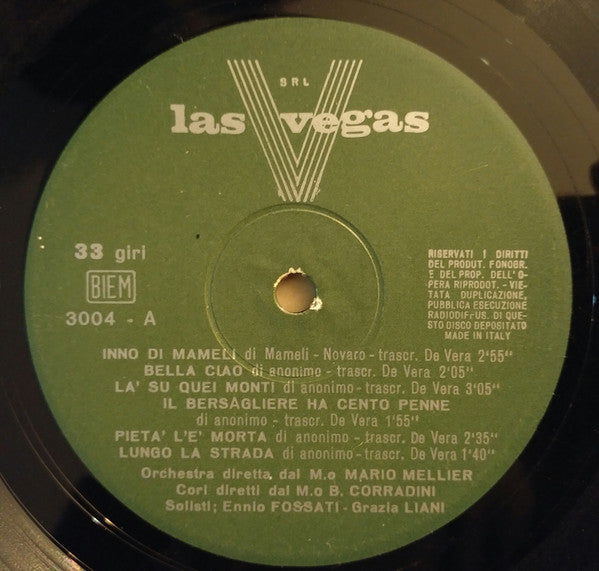 SRL
las Vegas
33 giri
BIEM
3004 - A
RISERVATI I DIRITTI
DEL PRODUT. FONOGR.
E DEL PROP. DELL'O-
PERA RIPRODOT. - VIE-
TATA DUPLICAZIONE,
PUBBLICA ESECUZIONE
RADIODIFFUS. DI QUE-
STO DISCO DEPOSITATO
MADE IN ITALY
INNO DI MAMELI di Mameli - Novaro - trascr. De Vera 2'55"
BELLA CIAO di anonimo - trascr. De Vera 2'05"
LA' SU QUEI MONTI di anonimo - trascr. De Vera 3'05"
IL BERSAGLIERE HA CENTO PENNE
di anonimo - trascr. De Vera 1'55"
PIETA' L'E' MORTA di anonimo - trascr. De Vera 2'35"
LUNGO LA STRADA di anonimo - trascr. De Vera 1'40"
Orchestra diretta dal M.o MARIO MELLIER
Cori diretti dal M.o B. CORRADINI
Solisti; Ennio FOSSATI - Grazia LIANI